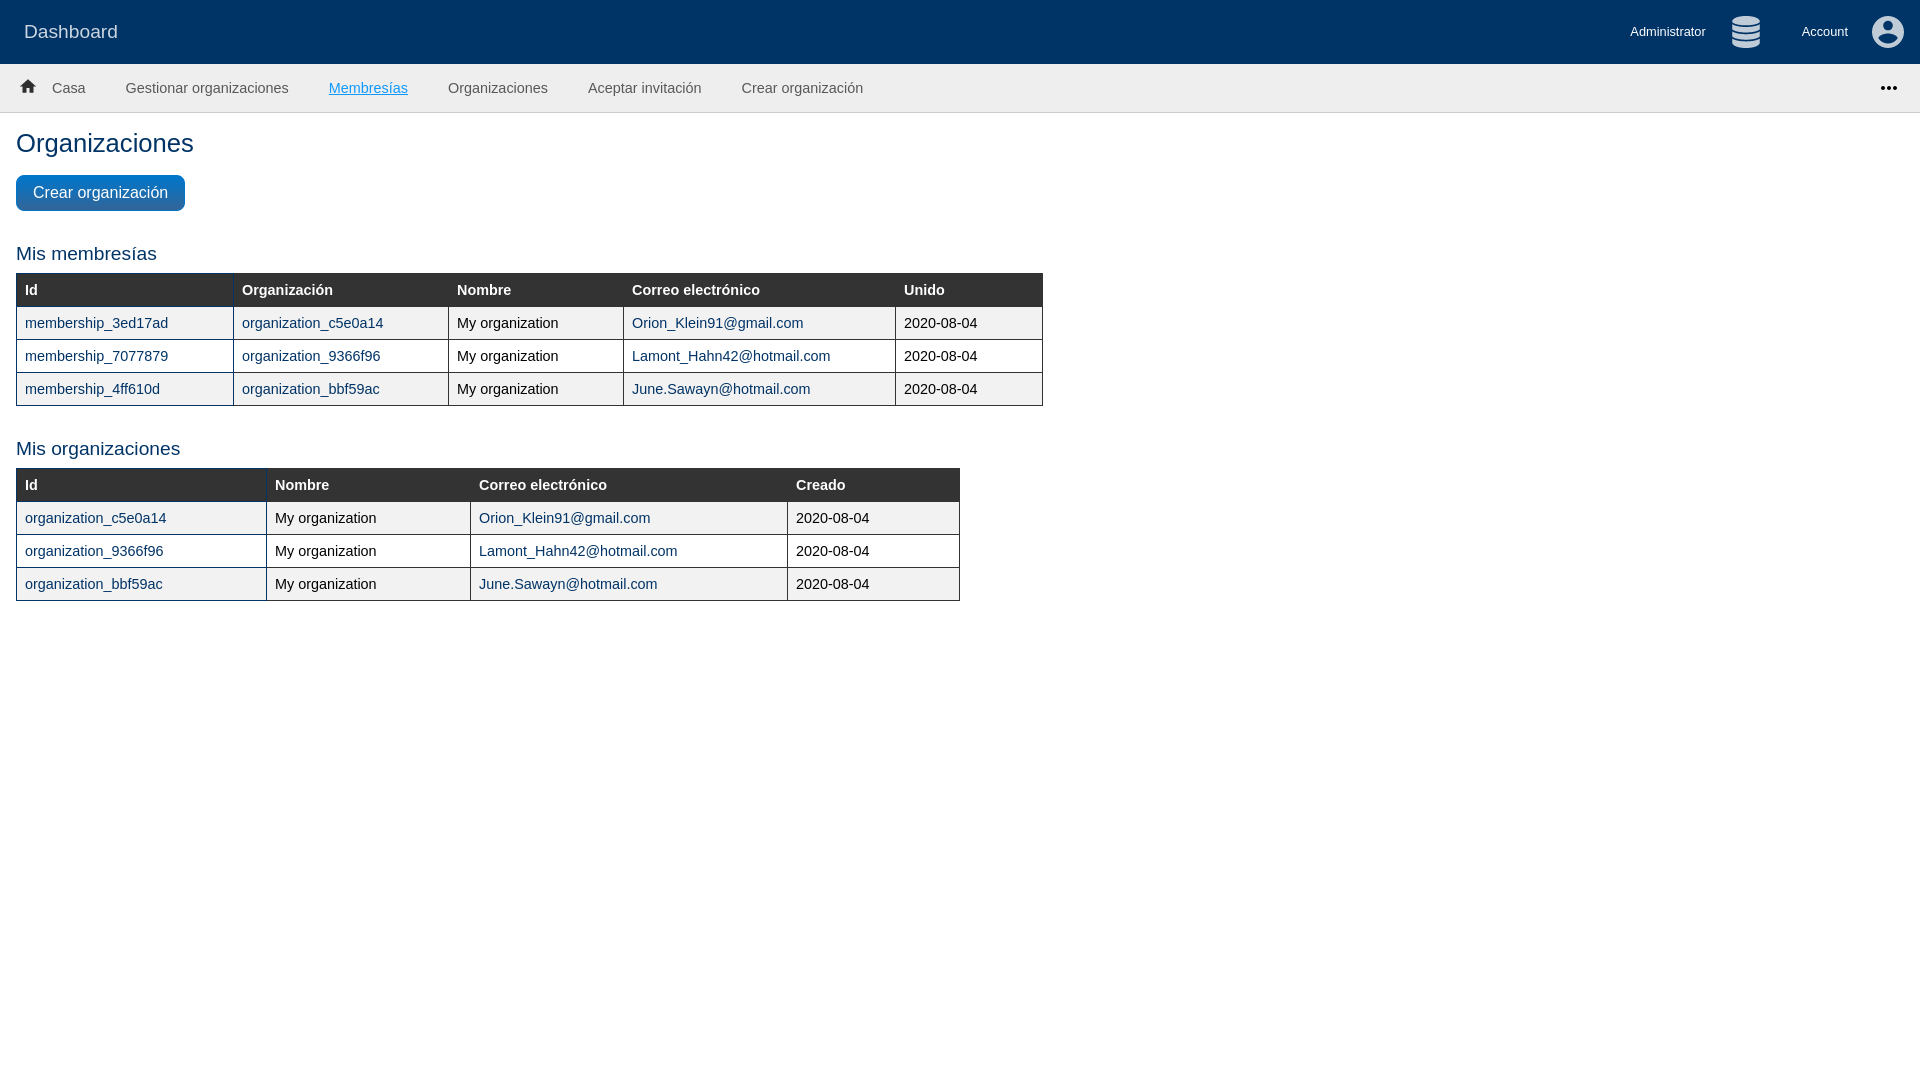 Dashboard Administrator Account
Casa Gestionar organizaciones Membresías Organizaciones Aceptar invitación Crear organización
Organizaciones
Crear organización
Mis membresías
Id Organización Nombre Correo electrónico Unido
membership_3ed17ad organization_c5e0a14 My organization Orion_Klein91@gmail.com 2020-08-04
membership_7077879 organization_9366f96 My organization Lamont_Hahn42@hotmail.com 2020-08-04
membership_4ff610d organization_bbf59ac My organization June.Sawayn@hotmail.com 2020-08-04
Mis organizaciones
Id Nombre Correo electrónico Creado
organization_c5e0a14 My organization Orion_Klein91@gmail.com 2020-08-04
organization_9366f96 My organization Lamont_Hahn42@hotmail.com 2020-08-04
organization_bbf59ac My organization June.Sawayn@hotmail.com 2020-08-04